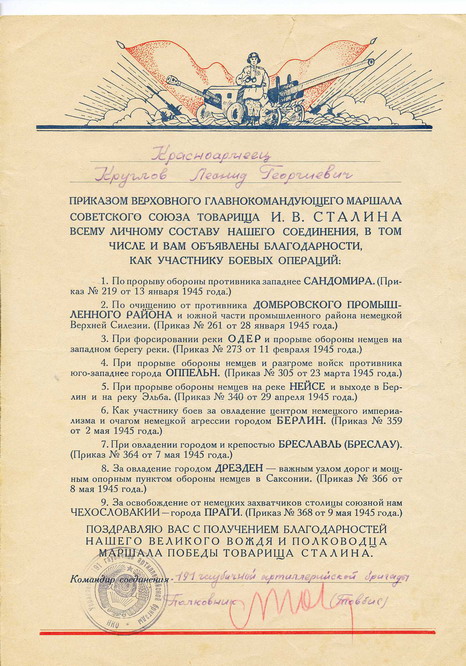 Красноармеец
Круглов Леонид Георгиевич
ПРИКАЗОМ ВЕРХОВНОГО ГЛАВНОКОМАНДУЮЩЕГО МАРШАЛА
СОВЕТСКОГО СОЮЗА ТОВАРИЩА И. В. СТАЛИНА
ВСЕМУ ЛИЧНОМУ СОСТАВУ НАШЕГО СОЕДИНЕНИЯ, В ТОМ
ЧИСЛЕ И ВАМ ОБЪЯВЛЕНЫ БЛАГОДАРНОСТИ,
КАК УЧАСТНИКУ БОЕВЫХ ОПЕРАЦИЙ:
1. По прорыву обороны противника западнее САНДОМИРА. (При-
каз № 219 от 13 января 1945 года.)
2. По очищению от противника ДОМБРОВСКОГО ПРОМЫШ-
ЛЕННОГО РАЙОНА и южной части промышленного района немецкой
Верхней Силезии. (Приказ № 261 от 28 января 1945 года.)
3. При форсировании реки ОДЕР и прорыве обороны немцев на
западном берегу реки. (Приказ № 273 от 11 февраля 1945 года.)
4. При прорыве обороны немцев и разгроме войск противника
юго-западнее города ОППЕЛЬН. (Приказ № 305 от 23 марта 1945 года.)
5. При прорыве обороны немцев на реке НЕЙСЕ и выходе в Бер-
лин и на реку Эльба. (Приказ № 340 от 29 апреля 1945 года.)
6. Как участнику боев за овладение центром немецкого империа-
лизма и очагом немецкой агрессии городом БЕРЛИН. (Приказ № 359
от 2 мая 1945 года.)
7. При овладении городом и крепостью БРЕСЛАВЛЬ (БРЕСЛАУ).
(Приказ № 364 от 7 мая 1945 года.)
8. За овладение городом ДРЕЗДЕН — важным узлом дорог и мощ-
ным опорным пунктом обороны немцев в Саксонии. (Приказ № 366 от
8 мая 1945 года.)
9. За освобождение от немецких захватчиков столицы союзной нам
ЧЕХОСЛОВАКИИ — города ПРАГИ. (Приказ № 368 от 9 мая 1945 года.)
ПОЗДРАВЛЯЮ ВАС С ПОЛУЧЕНИЕМ БЛАГОДАРНОСТЕЙ
НАШЕГО ВЕЛИКОГО ВОЖДЯ И ПОЛКОВОДЦА
МАРШАЛА ПОБЕДЫ ТОВАРИЩА СТАЛИНА.
Командир соединения— гаубичной артиллерийской бригады
Полковник